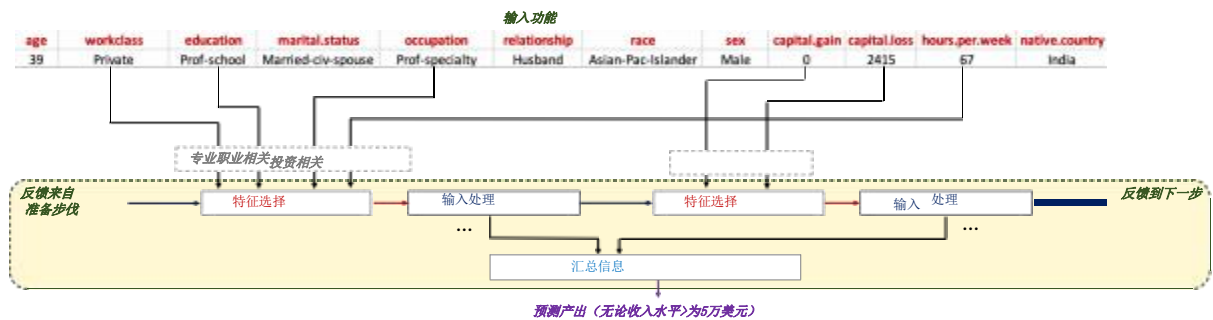 输入功能
age workclass education marital.status occupation relationship race sex capital.gain capital.loss hours.per.week native.country
39 Private Prof-school Married-civ-spouse Prof-specialty Husband Asian-Pac-Islander Male 0 2415 67 India
专业职业相关投资相关
反馈来自
准备步伐
特征选择
输入处理
特征选择
输入 处理
反馈到下一步
...
...
汇总信息
预测产出（无论收入水平>为5万美元）